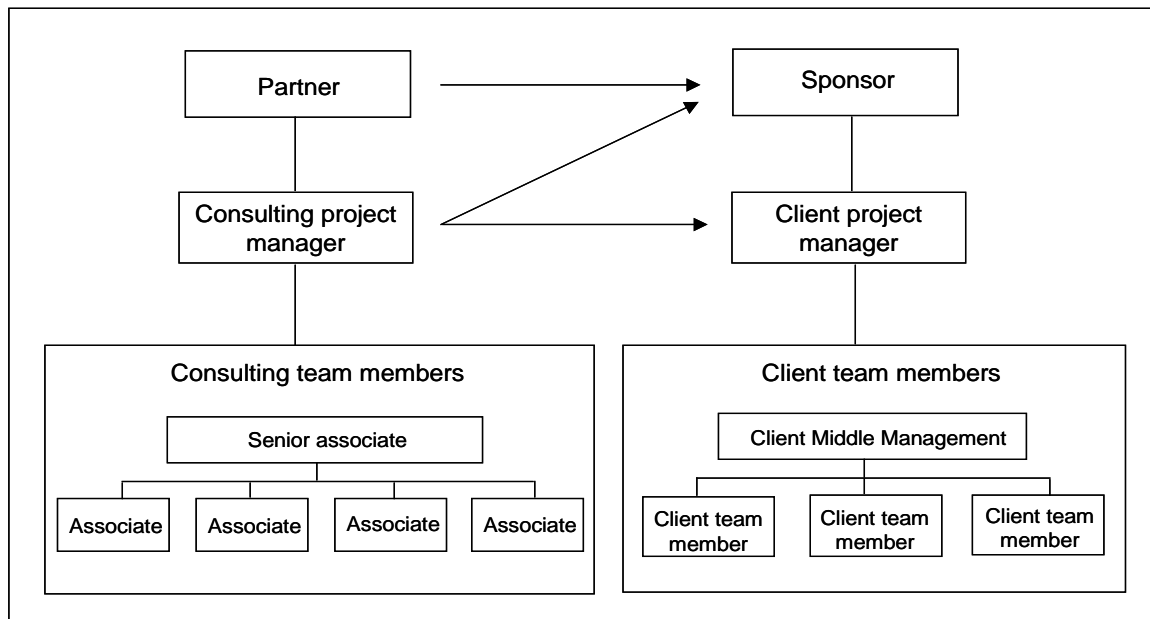 Partner
Sponsor
Consulting project
manager
Client project
manager
Consulting team members
Senior associate
Associate
Associate
Associate
Associate
Client team members
Client Middle Management
Client team
member
Client team
member
Client team
member